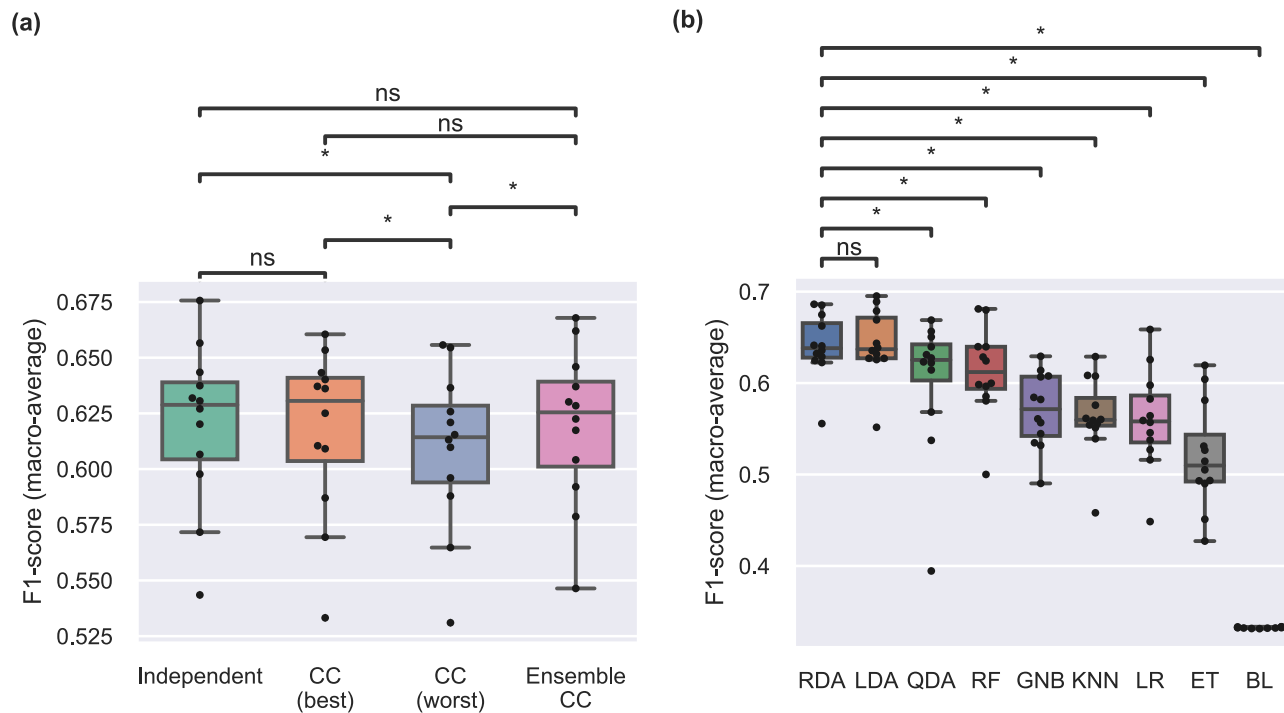 (a)
ns
ns
*
*
*
ns
F1-score (macro-average)
0.675
0.650
0.625
0.600
0.575
0.550
0.525
Independent
CC
(best)
CC
(worst)
Ensemble
CC
(b)
*
*
*
*
*
*
*
ns
F1-score (macro-average)
0.7
0.6
0.5
0.4
RDA LDA QDA RF GNB KNN LR ET BL